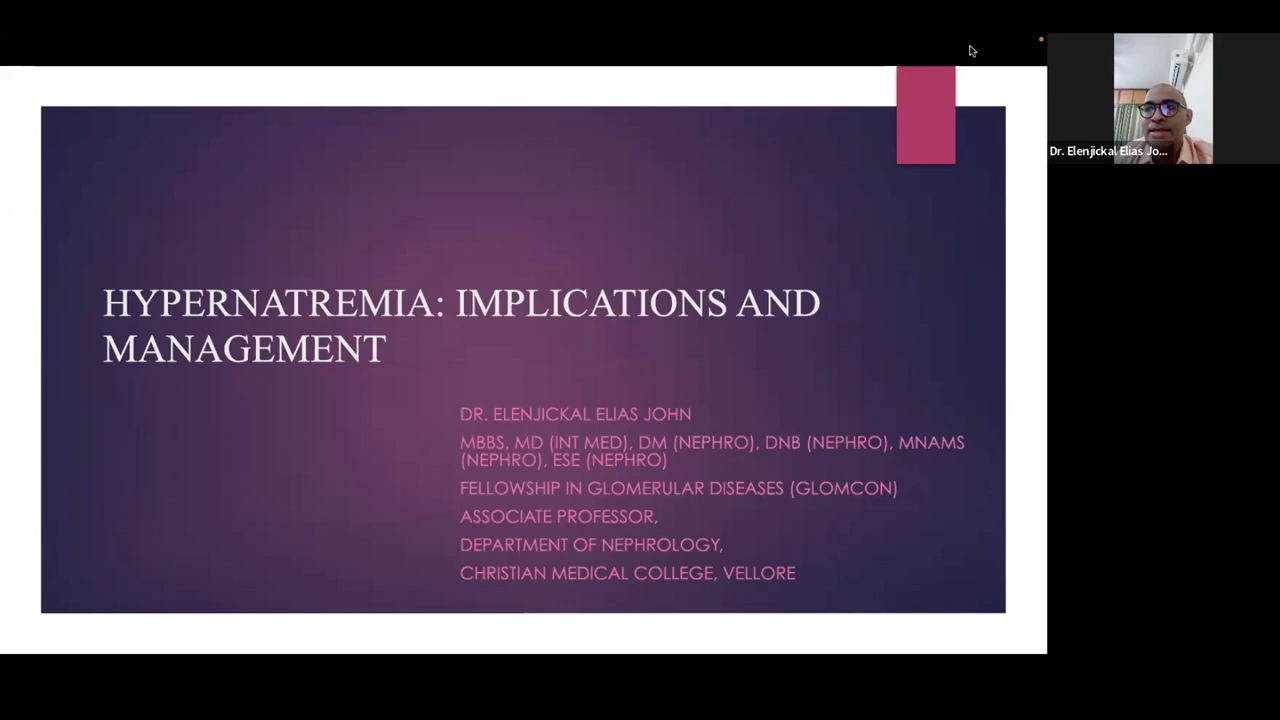 HYPERNATREMIA: IMPLICATIONS AND
MANAGEMENT
DR. ELENJICKAL ELIAS JOHN
MBBS, MD (INT MED), DM (NEPHRO), DNB (NEPHRO), MNAMS
(NEPHRO), ESE (NEPHRO)
FELLOWSHIP IN GLOMERULAR DISEASES (GLOMCON)
ASSOCIATE PROFESSOR,
DEPARTMENT OF NEPHROLOGY,
CHRISTIAN MEDICAL COLLEGE, VELLORE
Dr. Elenjickal Elias Jo...